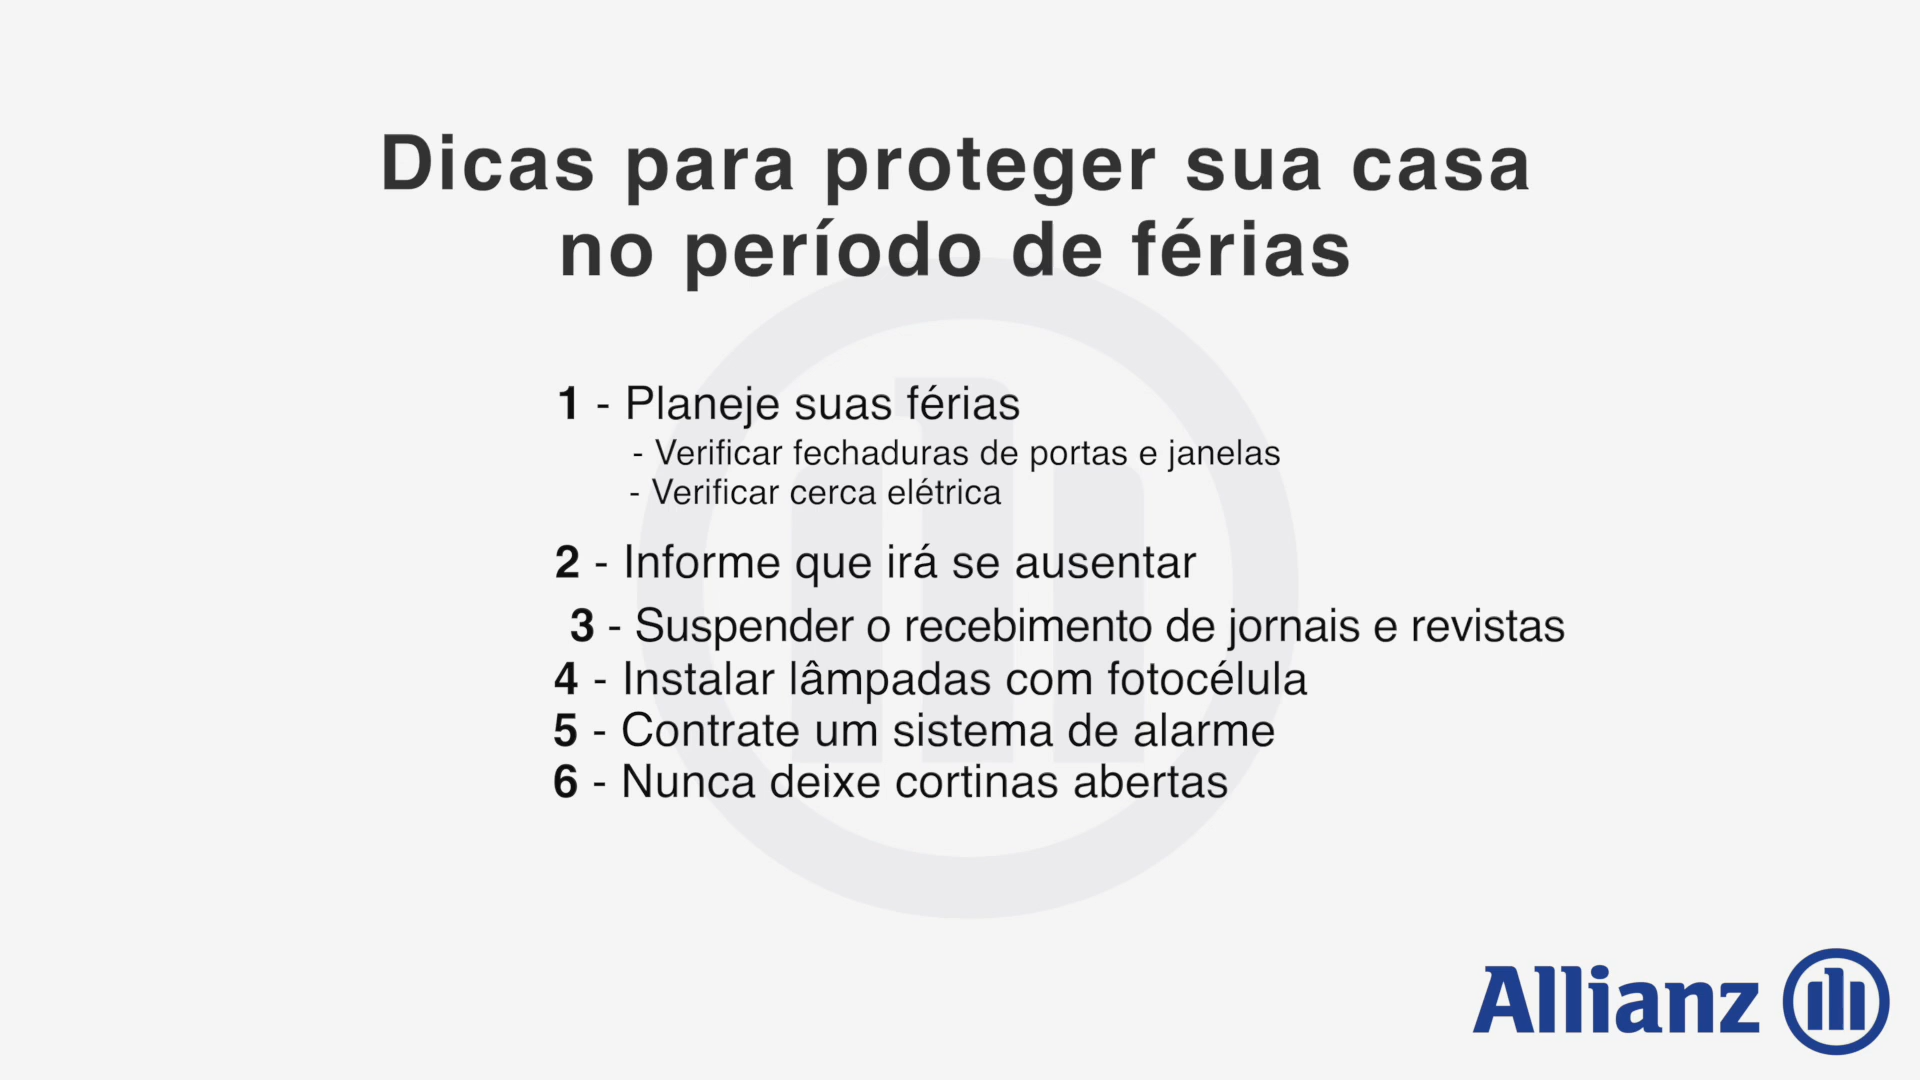 Dicas para proteger sua casa
no período de férias
1 - Planeje suas férias
- Verificar fechaduras de portas e janelas
- Verificar cerca elétrica
2 - Informe que irá se ausentar
3 - Suspender o recebimento de jornais e revistas
4 - Instalar lâmpadas com fotocélula
5 - Contrate um sistema de alarme
6 - Nunca deixe cortinas abertas
Allianz